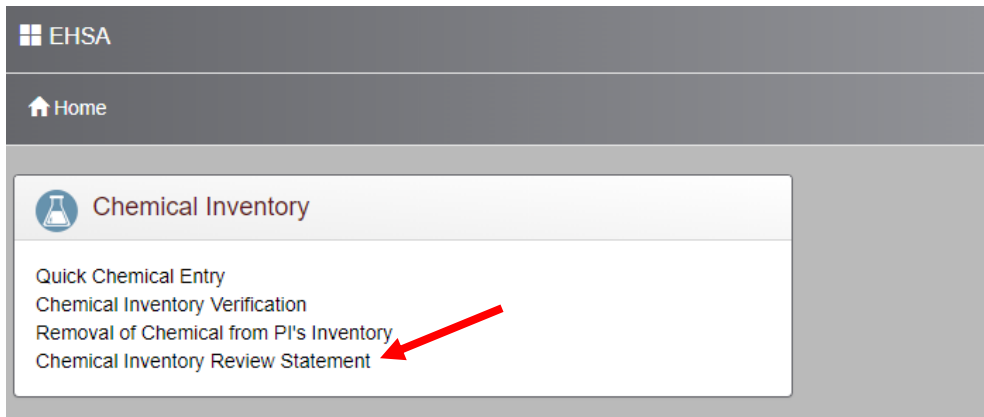 EHSA
Home
Chemical Inventory
Quick Chemical Entry
Chemical Inventory Verification
Removal of Chemical from PI's Inventory
Chemical Inventory Review Statement